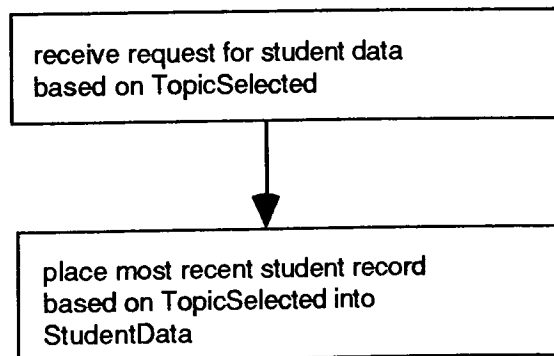 receive request for student data
based on TopicSelected
place most recent student record
based on TopicSelected into
StudentData